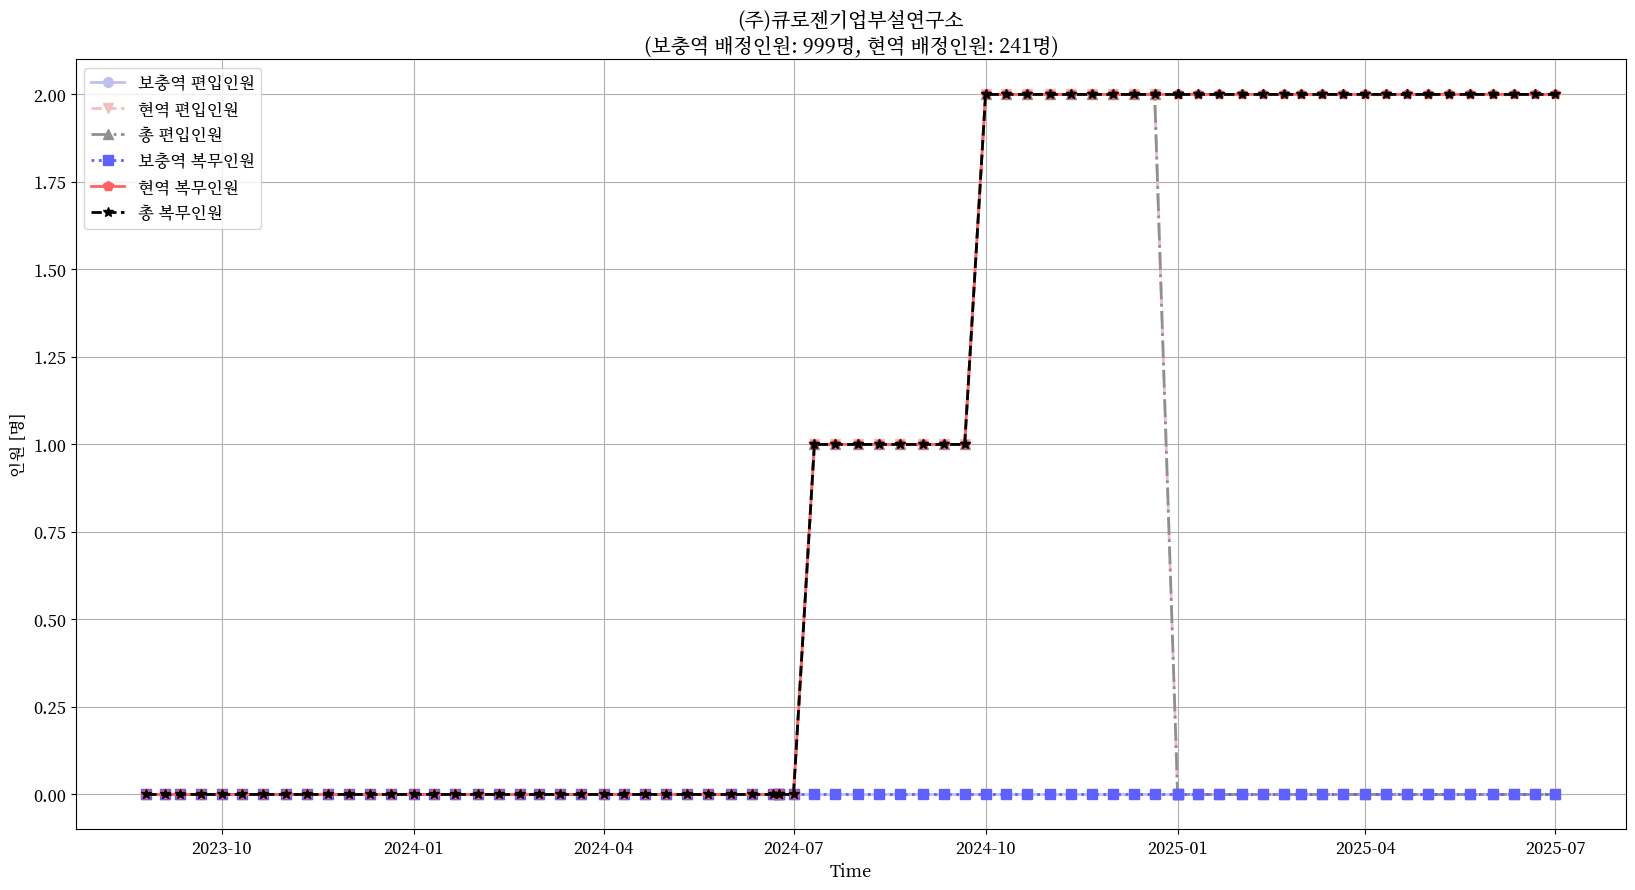 (주)큐로젠기업부설연구소
(보충역 배정인원: 999명, 현역 배정인원: 241명)
보충역 편입인원
현역 편입인원
총 편입인원
보충역 복무인원
현역 복무인원
총 복무인원
2.00
1.75
1.50
1.25
1.00
0.75
0.50
0.25
0.00
인원 [명]
2023-10
2024-01
2024-04
2024-07
2024-10
2025-01
2025-04
2025-07
Time